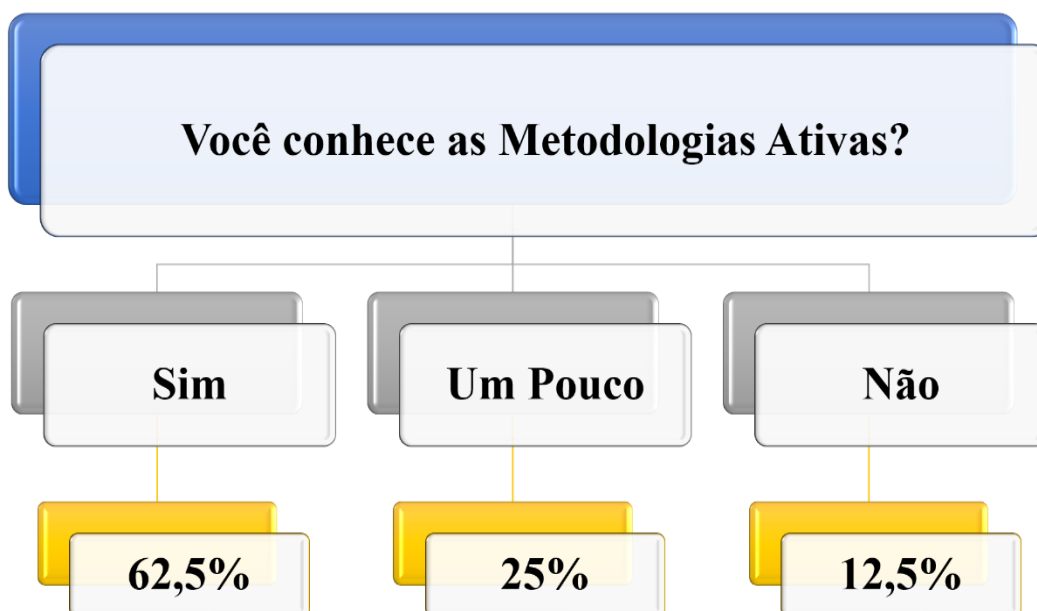 Você conhece as Metodologias Ativas?
Sim
Um Pouco
Não
62,5%
25%
12,5%